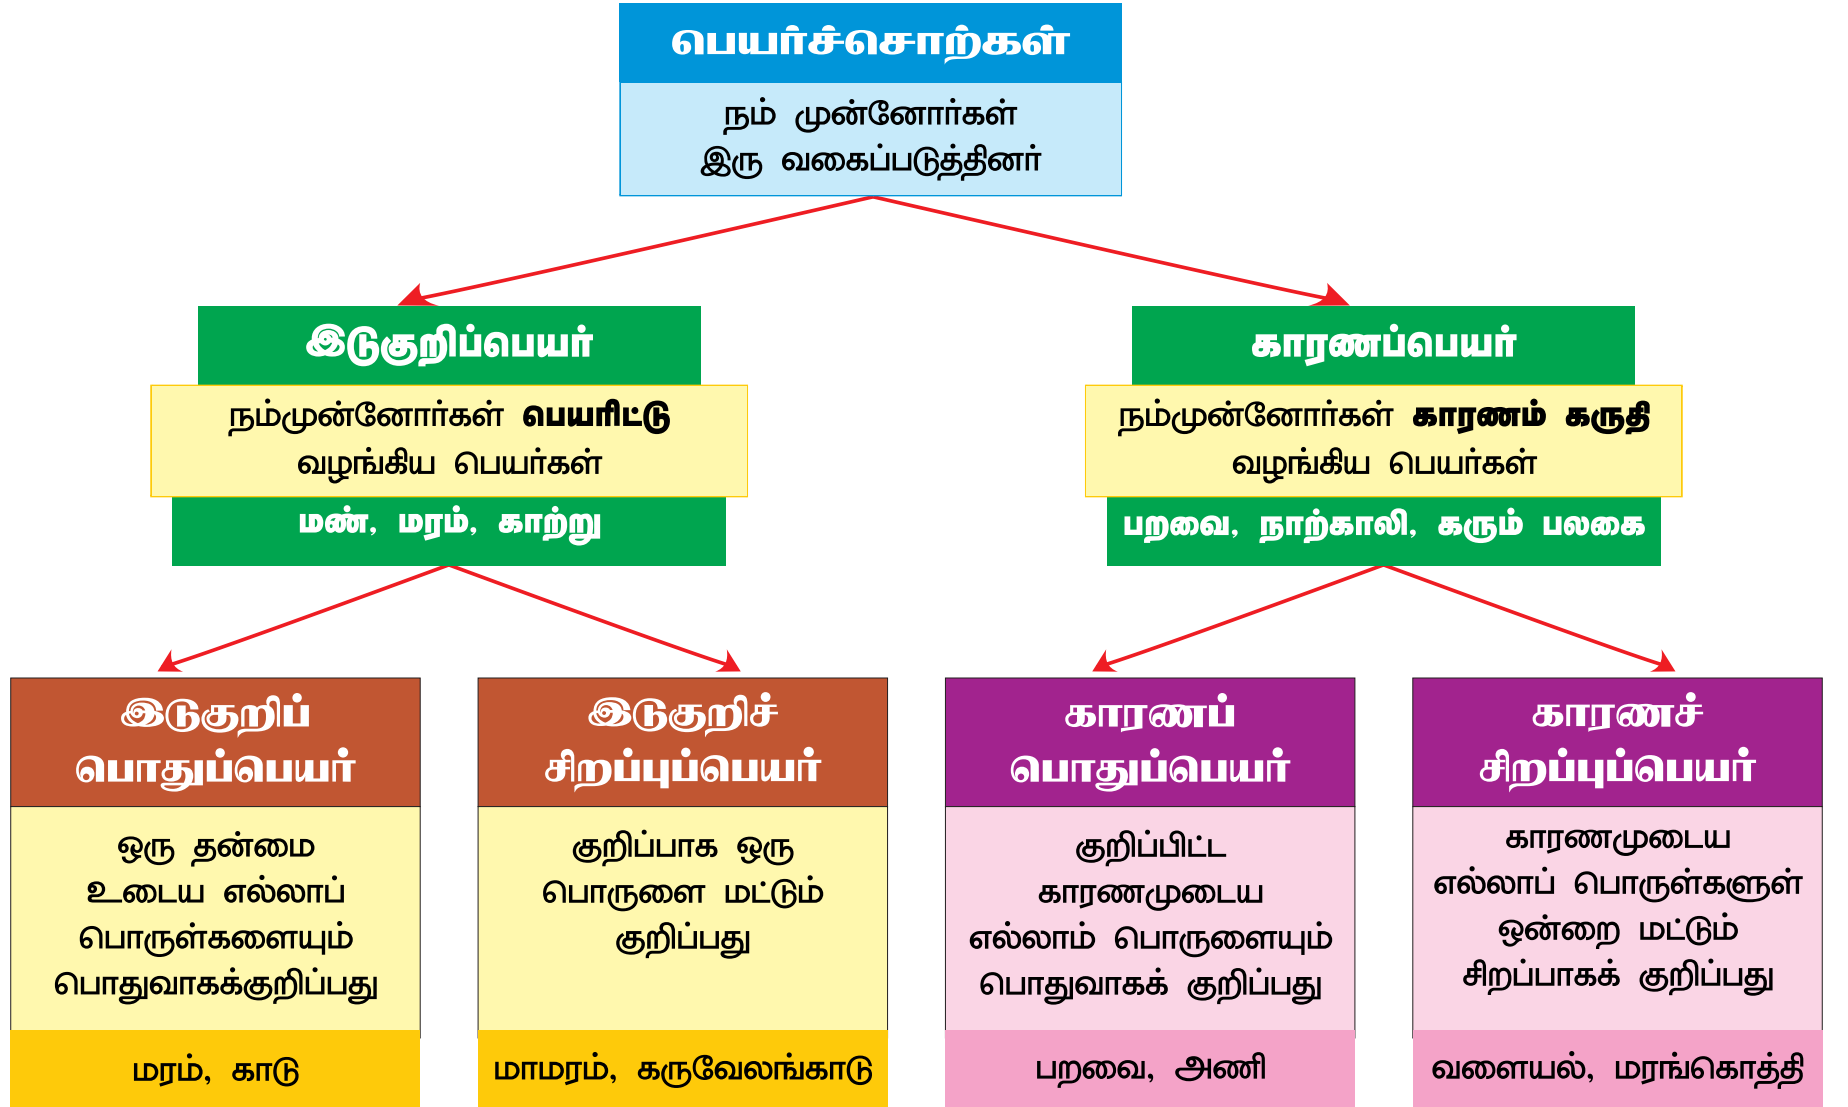 பெயர்ச்சொற்கள்
நம் முன்னோர்கள்
இரு வகைப்படுத்தினர்
இடுகுறிப்பெயர்
நம்முன்னோர்கள் பெயரிட்டு
வழங்கிய பெயர்கள்
மண், மரம், காற்று
காரணப்பெயர்
நம்முன்னோர்கள் காரணம் கருதி
வழங்கிய பெயர்கள்
பறவை, நாற்காலி, கரும் பலகை
இடுகுறிப்
பொதுப்பெயர்
ஒரு தன்மை
உடைய எல்லாப்
பொருள்களையும்
பொதுவாகக்குறிப்பது
மரம், காடு
இடுகுறிச்
சிறப்புப்பெயர்
குறிப்பாக ஒரு
பொருளை மட்டும்
குறிப்பது
மாமரம், கருவேலங்காடு
காரணப்
பொதுப்பெயர்
குறிப்பிட்ட
காரணமுடைய
எல்லாம் பொருளையும்
பொதுவாகக் குறிப்பது
பறவை, அணி
காரணச்
சிறப்புப்பெயர்
காரணமுடைய
எல்லாப் பொருள்களுள்
ஒன்றை மட்டும்
சிறப்பாகக் குறிப்பது
வளையல், மரங்கொத்தி